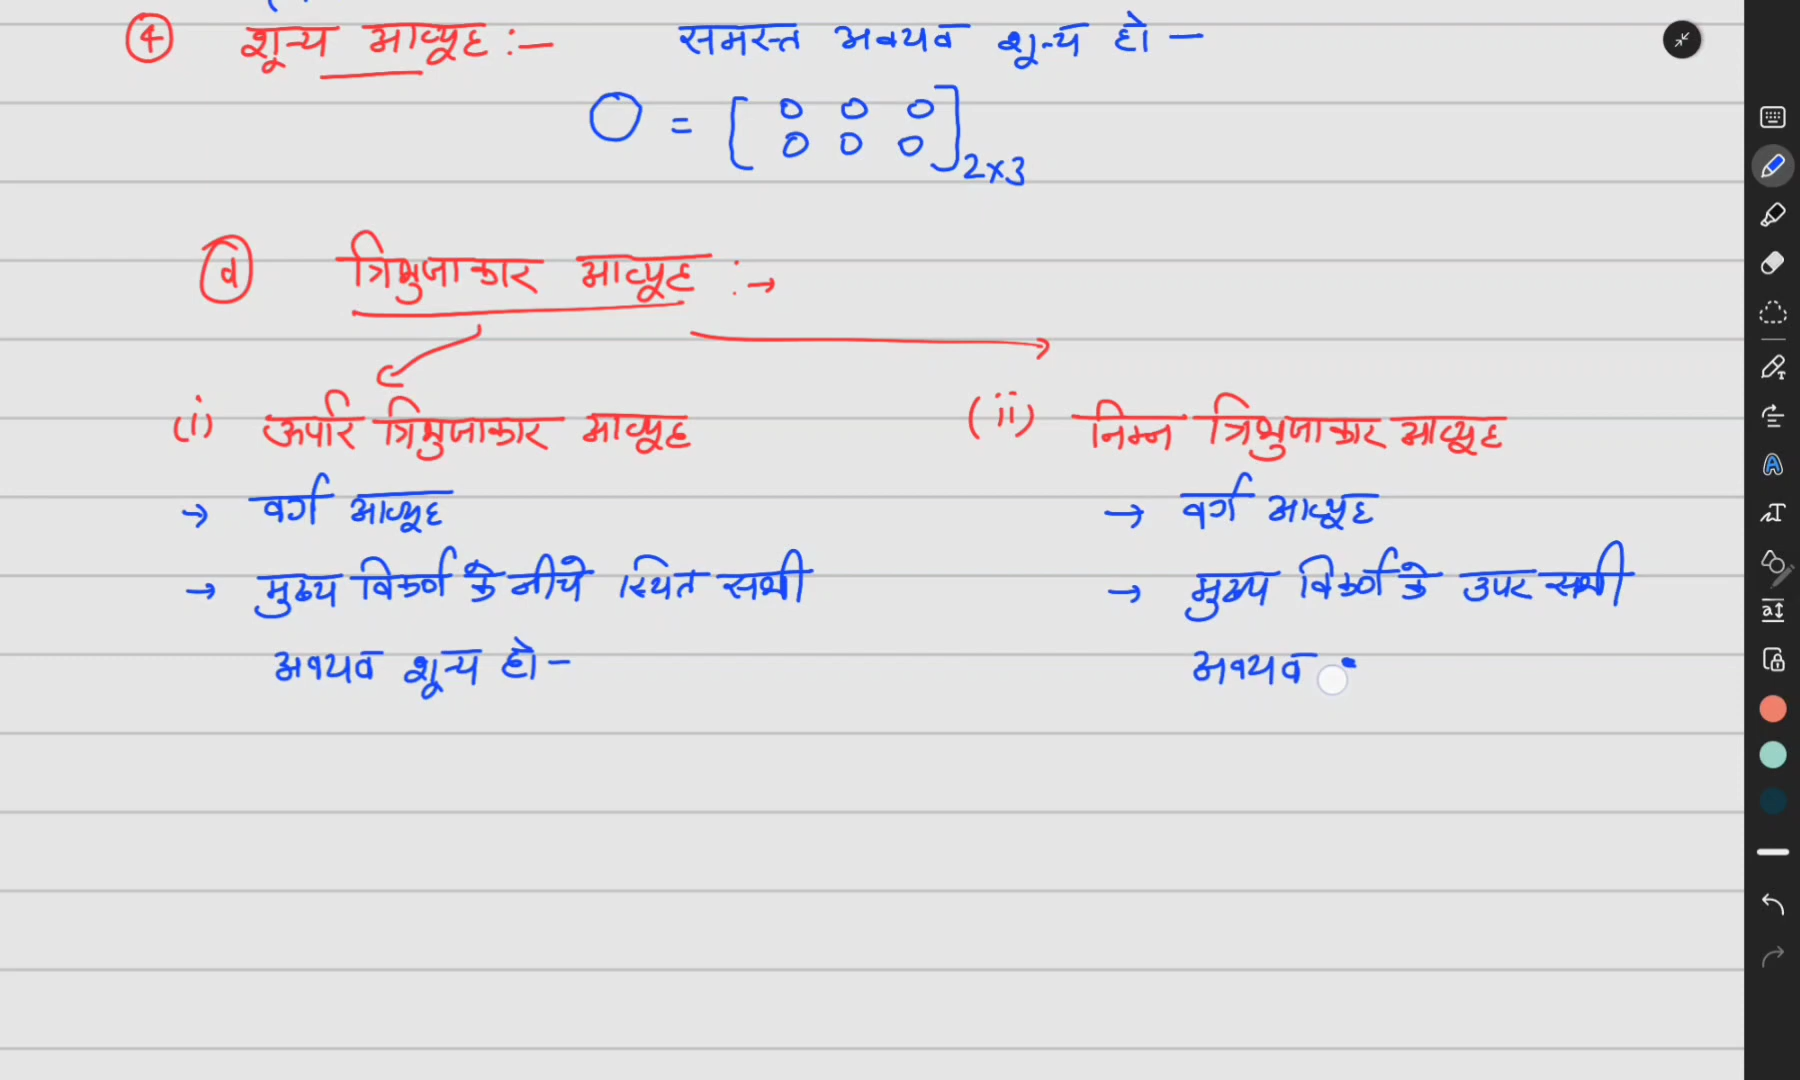 ④ शून्य आव्यूह :- समस्त अवयव शून्य हो -
O = [ 0 0 0
0 0 0 ] 2×3
त्रिभुजाकार आव्यूह :→
(i) ऊपरि त्रिभुजाकार आव्यूह (ii) निम्न त्रिभुजाकार आव्यूह
→ वर्ग आव्यूह → वर्ग आव्यूह
→ मुख्य विकर्ण के नीचे स्थित सभी → मुख्य विकर्ण के उपर सभी
अवयव शून्य हो - अवयव